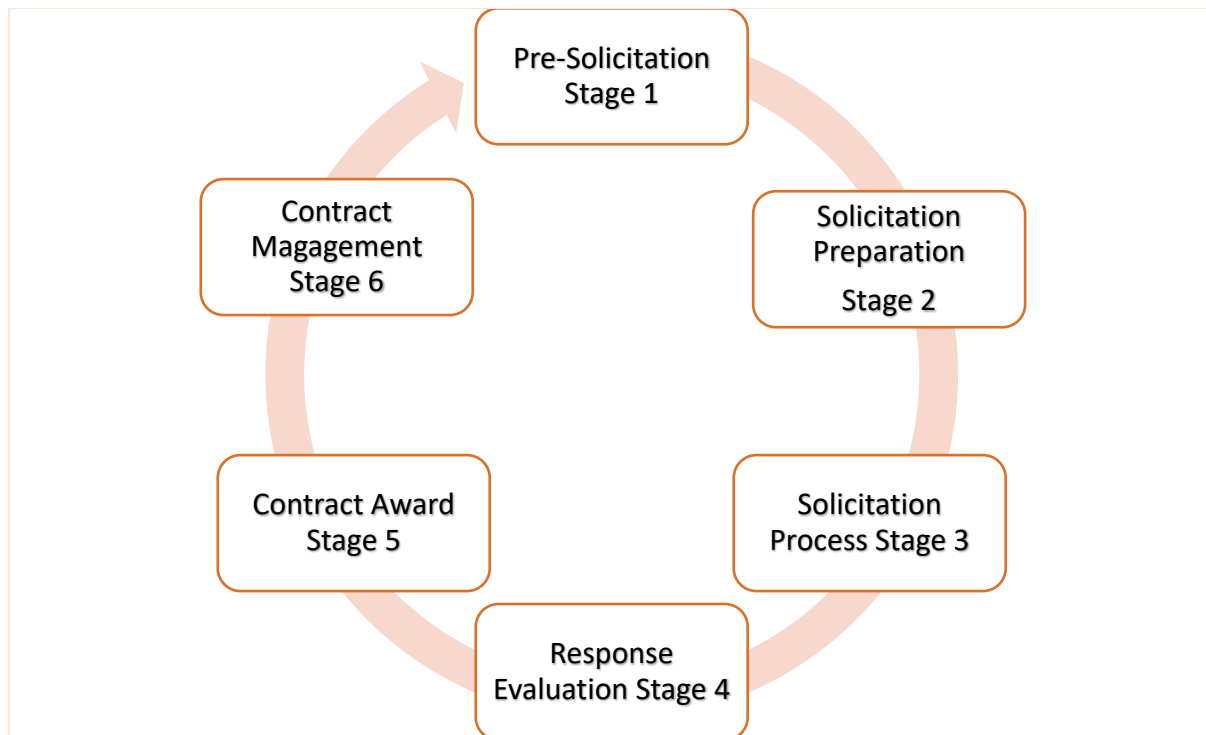 Pre-Solicitation
Stage 1
Solicitation
Preparation
Stage 2
Solicitation
Process Stage 3
Response
Evaluation Stage 4
Contract Award
Stage 5
Contract
Magagement
Stage 6